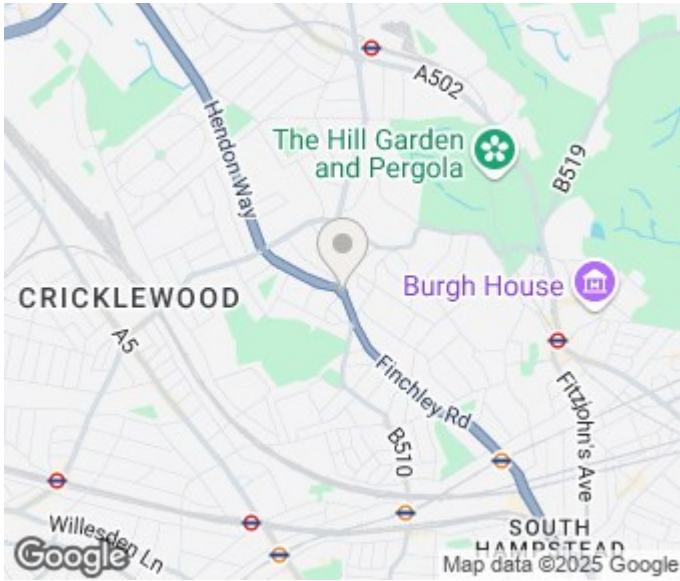 A502
Hendon Way
The Hill Garden
and Pergola
B519
Burgh House
CRICKLEWOOD
A5
Finchley Rd
Fitzjohn's Ave
B510
Willesden Ln
SOUTH
HAMPSTEAD
Google
Map data ©2025 Google